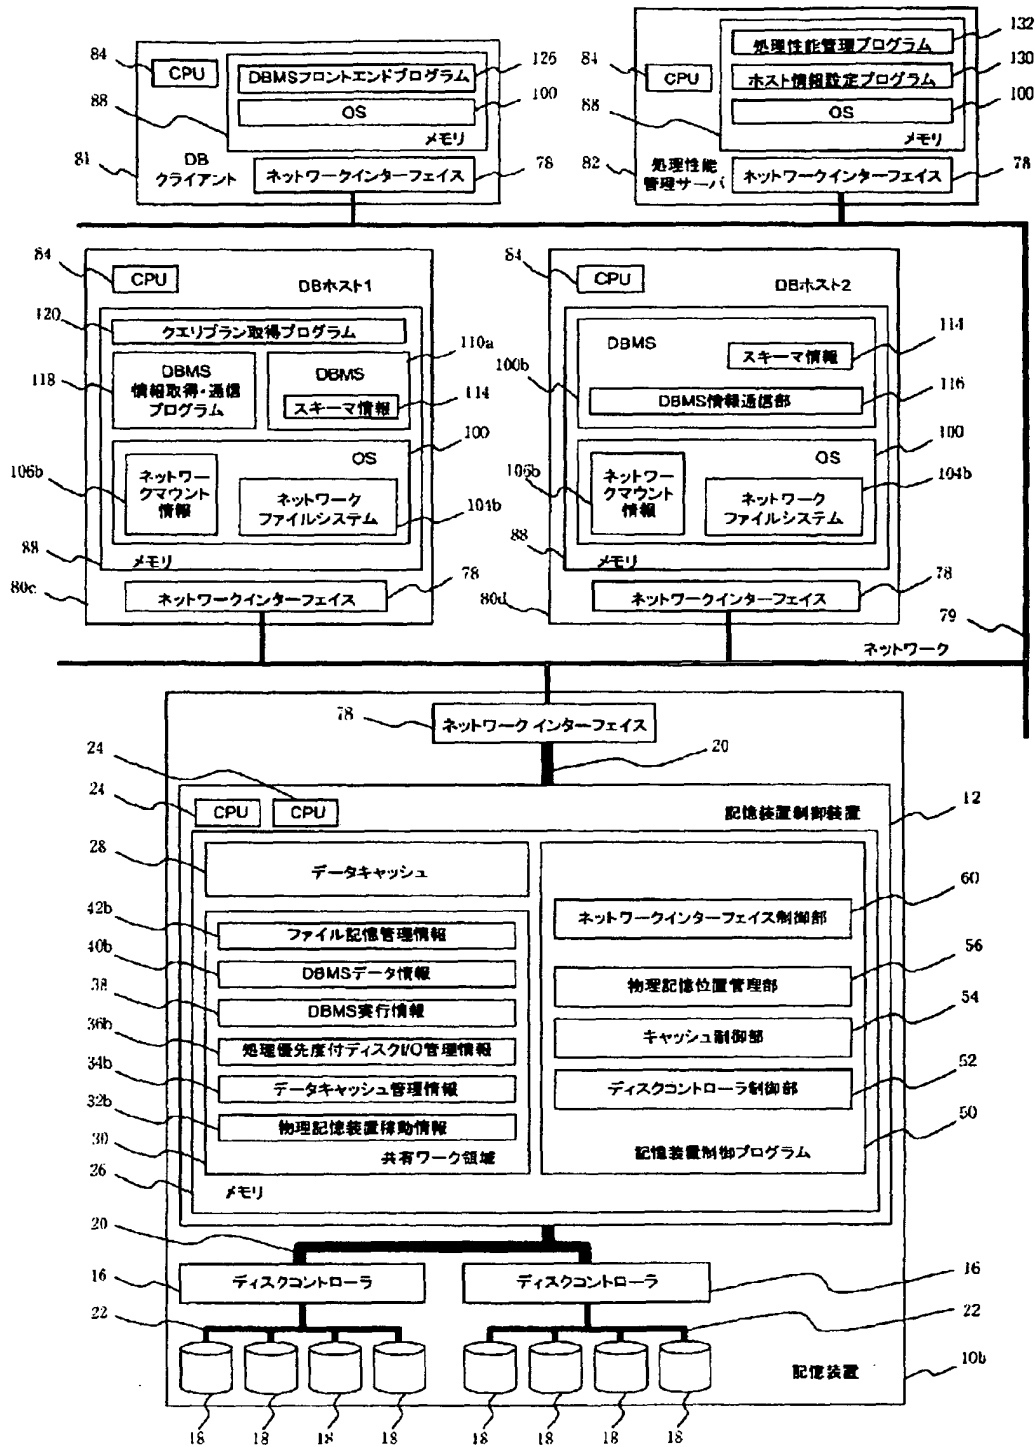 84
CPU
DBMSフロントエンドプログラム
126
OS
100
88
メモリ
81
DB
クライアント
ネットワークインターフェイス
78
処理性能管理プログラム
132
84
CPU
ホスト情報設定プログラム
130
OS
100
88
メモリ
82
処理性能
管理サーバ
ネットワークインターフェイス
78
84
CPU
DBホスト1
120
クエリプラン取得プログラム
110a
118
DBMS
情報取得・通信
プログラム
DBMS
スキーマ情報
114
100
OS
106b
ネットワー
クマウント
情報
ネットワーク
ファイルシステム
104b
88
メモリ
78
80c
ネットワークインターフェイス
84
CPU
DBホスト2
DBMS
114
スキーマ情報
100b
DBMS情報通信部
116
100
OS
106b
ネットワー
クマウント
情報
ネットワーク
ファイルシステム
104b
88
メモリ
78
80d
ネットワークインターフェイス
79
ネットワーク
78
ネットワークインターフェイス
20
24
24
CPU
CPU
記憶装置制御装置
12
28
データキャッシュ
60
ネットワークインターフェイス制御部
42b
ファイル記憶管理情報
40b
DBMSデータ情報
56
物理記憶位置管理部
38
DBMS実行情報
54
キャッシュ制御部
36b
処理優先度付ディスクI/O管理情報
52
34b
データキャッシュ管理情報
ディスクコントローラ制御部
32b
物理記憶装置稼動情報
50
30
共有ワーク領域
記憶装置制御プログラム
26
メモリ
20
16
ディスクコントローラ
ディスクコントローラ
16
22
22
記憶装置
10b
18
18
18
18
18
18
18
18